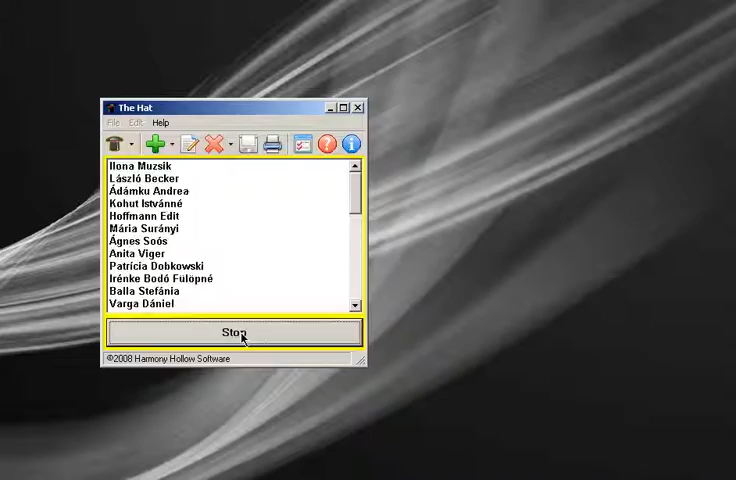 The Hat
File Edit Help
Ilona Muzsik
László Becker
Ádámku Andrea
Kohut Istvánné
Hoffmann Edit
Mária Surányi
Ágnes Soós
Anita Viger
Patrícia Dobkowski
Irénke Bodó Fülöpné
Balla Stefánia
Varga Dániel
Stop
©2008 Harmony Hollow Software